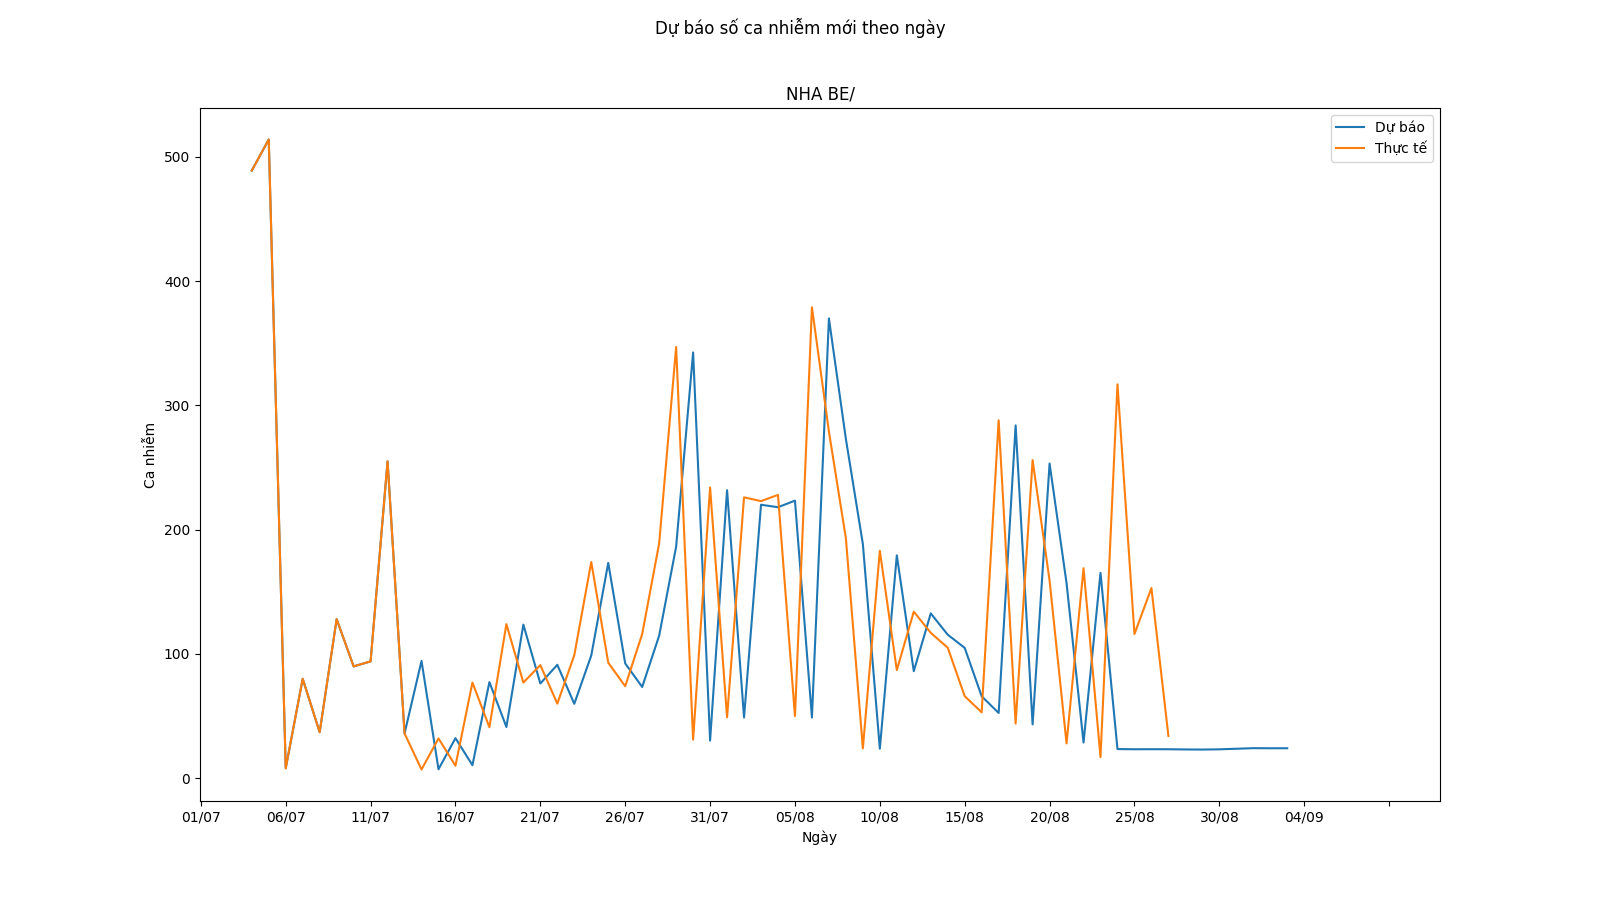 Dự báo số ca nhiễm mới theo ngày
NHA BE/
Dự báo
Thực tế
500
400
300
200
100
0
Ca nhiễm
01/07 06/07 11/07 16/07 21/07 26/07 31/07 05/08 10/08 15/08 20/08 25/08 30/08 04/09
Ngày